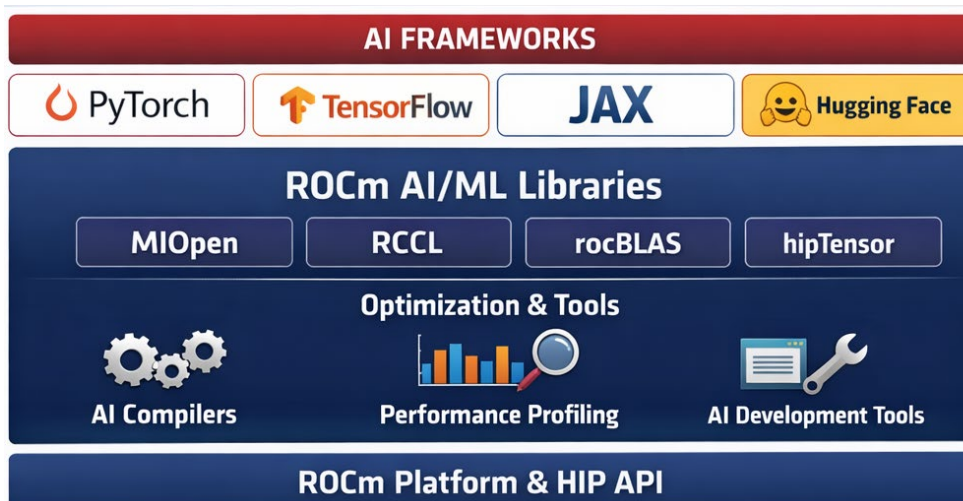 AI FRAMEWORKS
PyTorch
TensorFlow
JAX
Hugging Face
ROCm AI/ML Libraries
MIOpen
RCCL
rocBLAS
hipTensor
Optimization & Tools
AI Compilers
Performance Profiling
AI Development Tools
ROCm Platform & HIP API